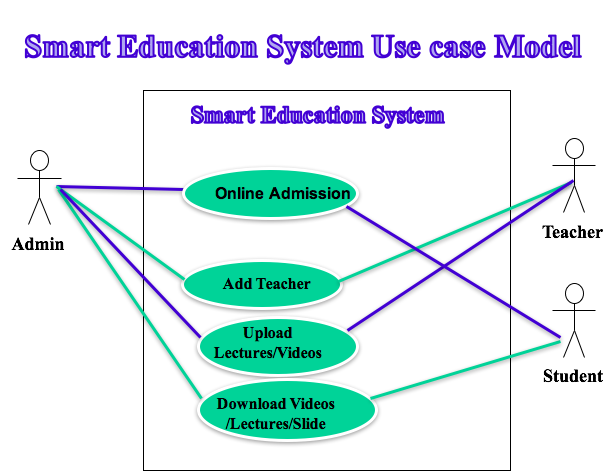 Smart Education System Use case Model
Smart Education System
Online Admission
Admin
Teacher
Add Teacher
Upload
Lectures/Videos
Download Videos
/Lectures/Slide
Student